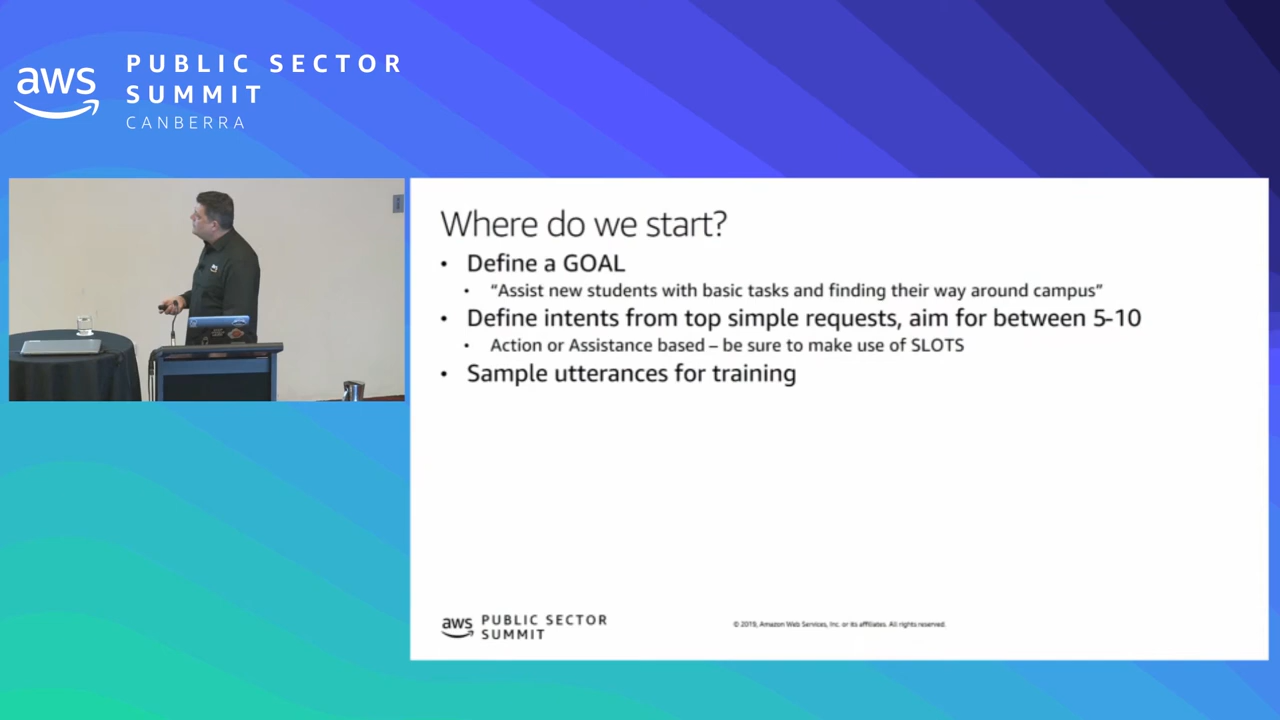 aws
PUBLIC SECTOR
SUMMIT
CANBERRA
Where do we start?
• Define a GOAL
• “Assist new students with basic tasks and finding their way around campus”
• Define intents from top simple requests, aim for between 5-10
• Action or Assistance based – be sure to make use of SLOTS
• Sample utterances for training
aws
PUBLIC SECTOR
SUMMIT
© 2019, Amazon Web Services, Inc. or its affiliates. All rights reserved.